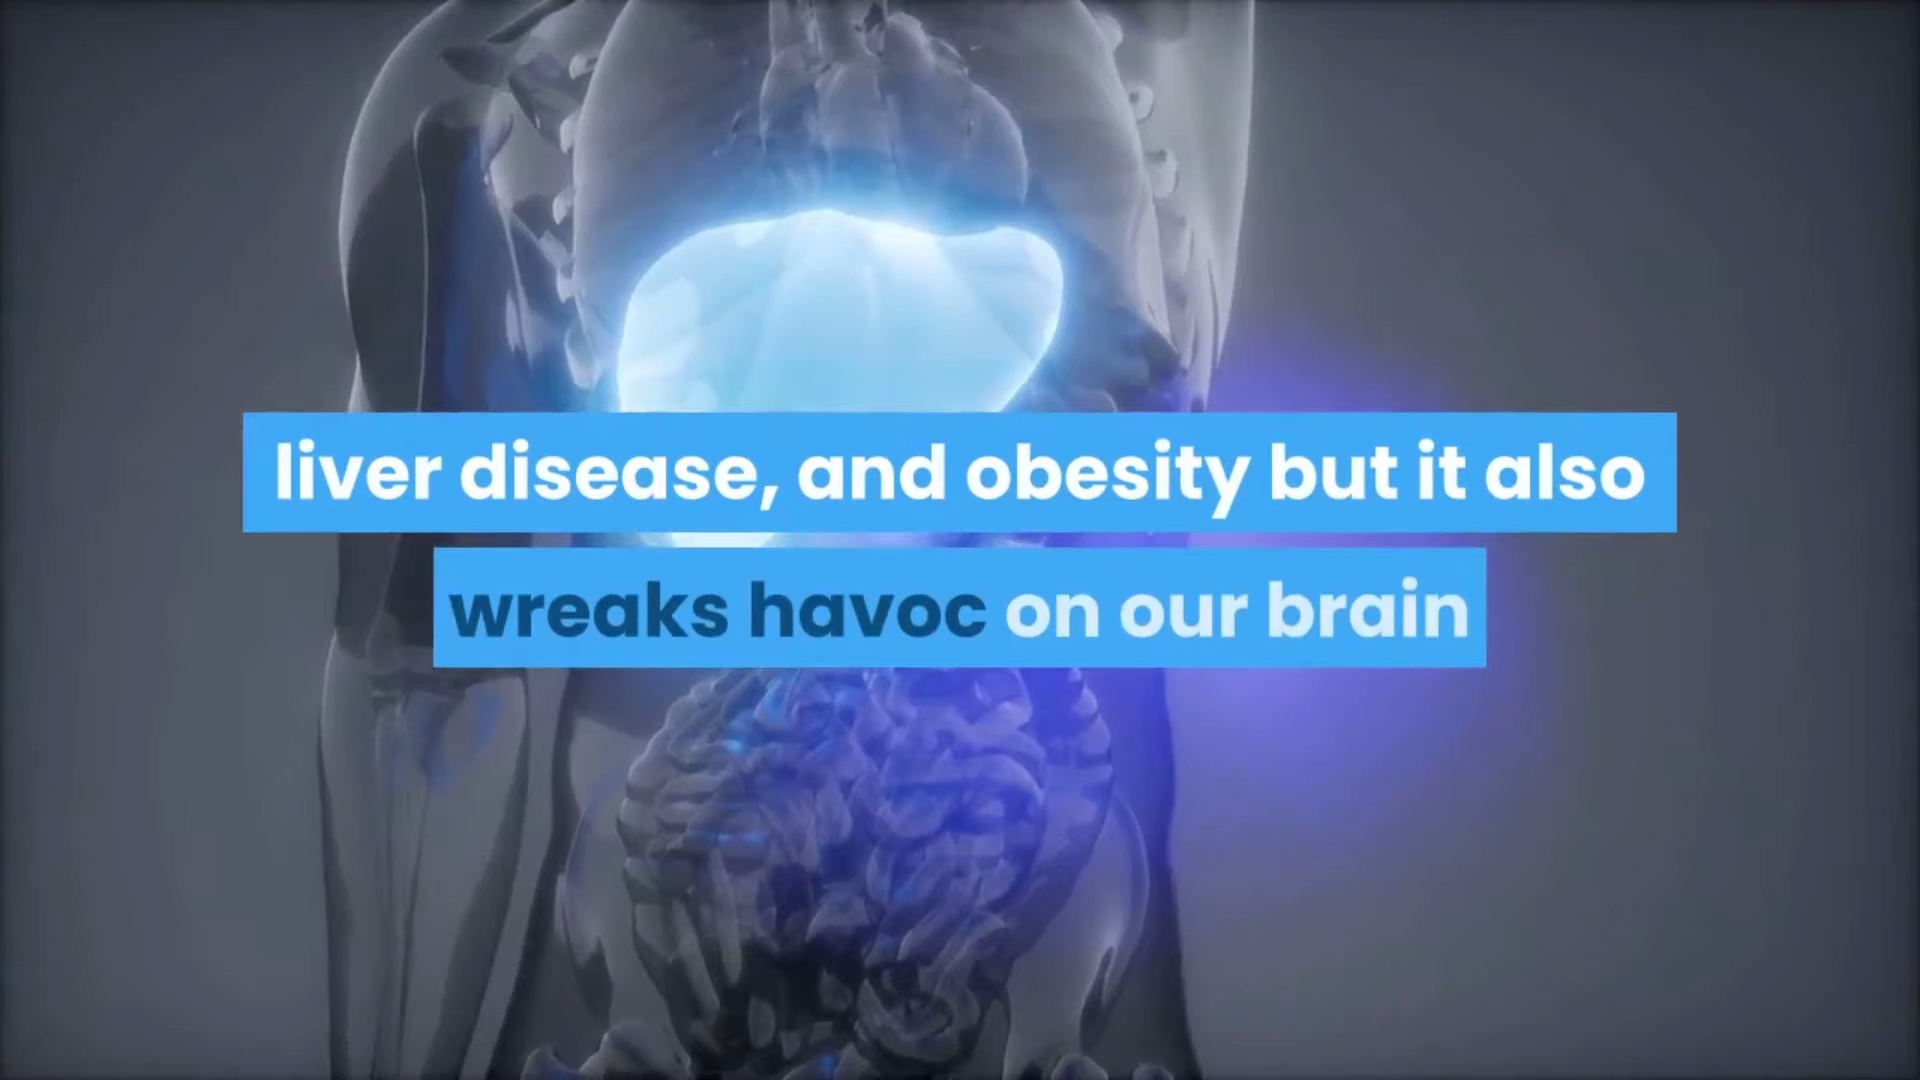 liver disease, and obesity but it also
wreaks havoc on our brain